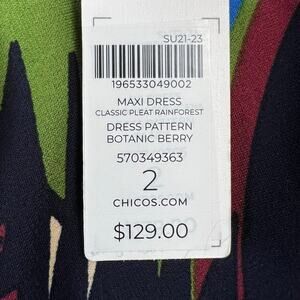 SU21-23
196533049002
MAXI DRESS
CLASSIC PLEAT RAINFOREST
DRESS PATTERN
BOTANIC BERRY
570349363
2
CHICOS.COM
$129.00